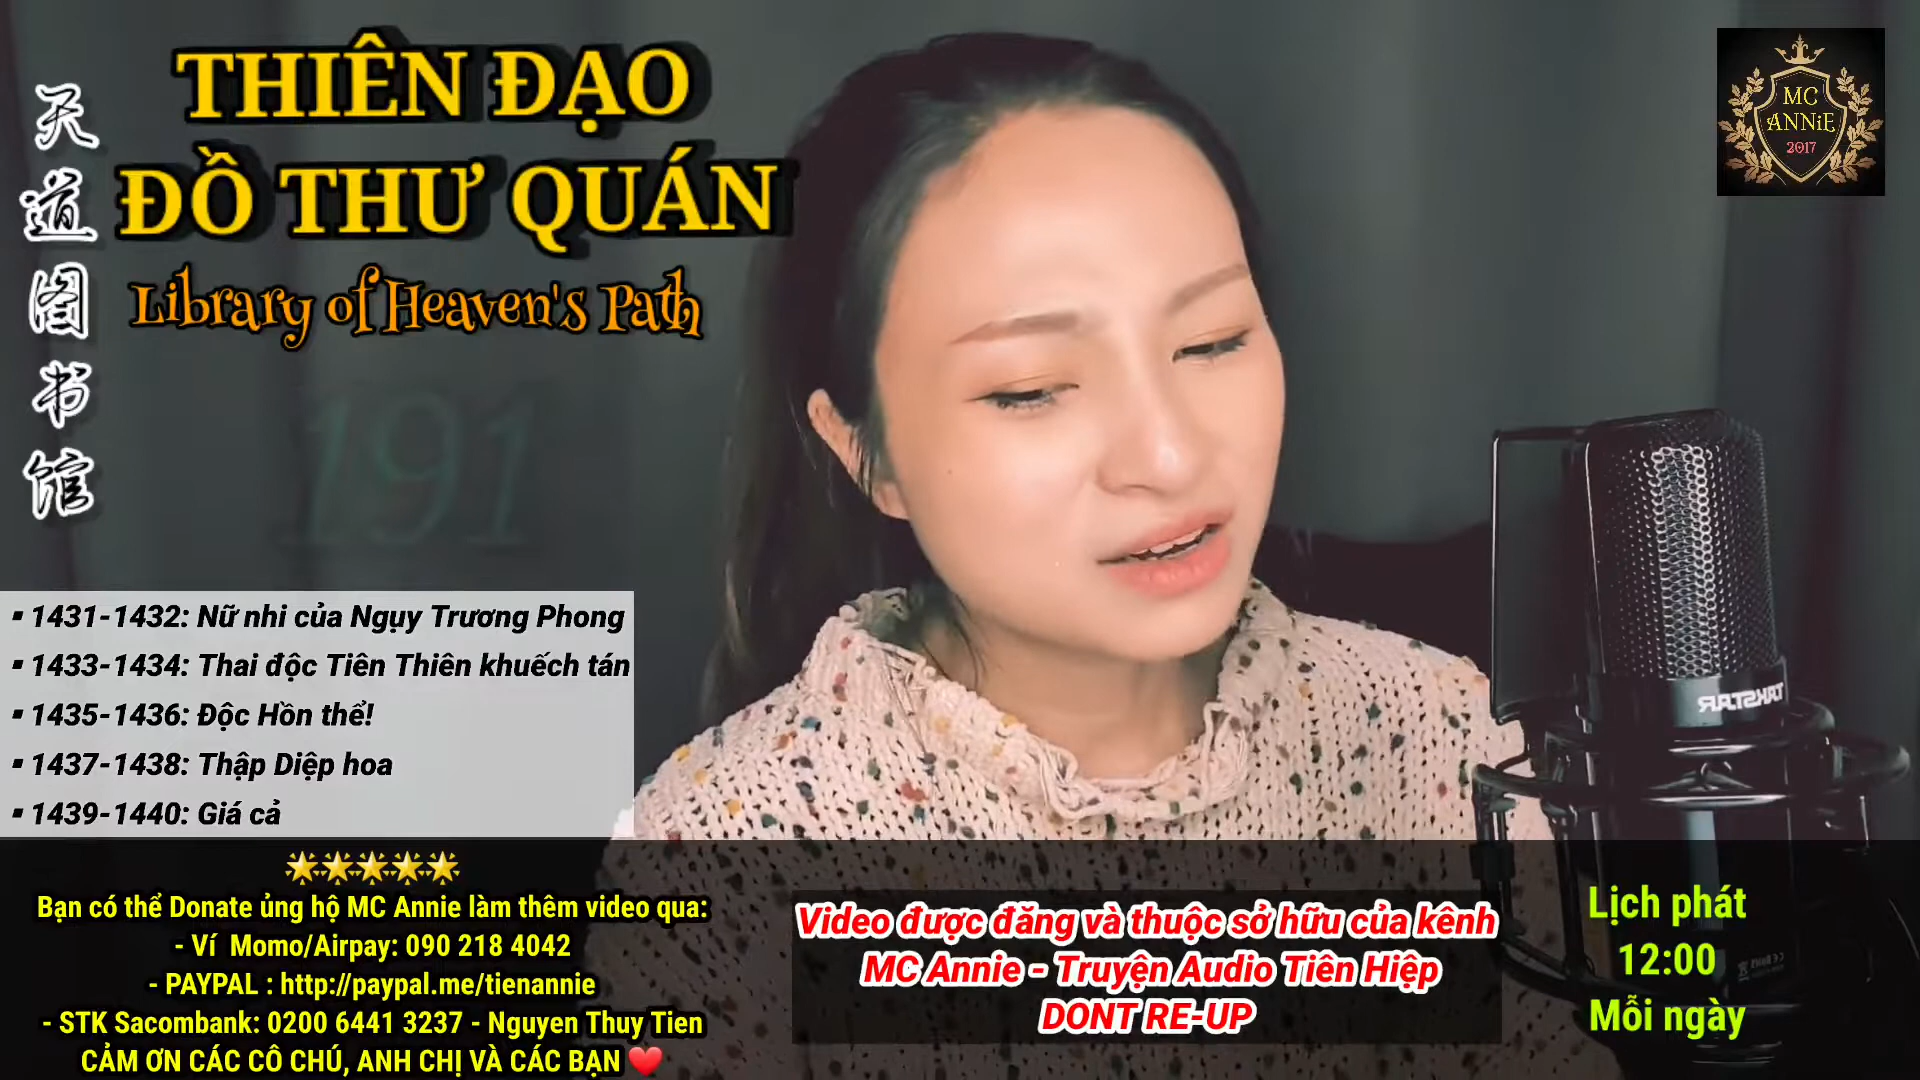 THIÊN ĐẠO
ĐỒ THƯ QUÁN
Library of Heaven's Path
天道图书馆
191
MC
ANNiE
2017
▪ 1431-1432: Nữ nhi của Ngụy Trương Phong
▪ 1433-1434: Thai độc Tiên Thiên khuếch tán
▪ 1435-1436: Độc Hồn thể!
▪ 1437-1438: Thập Diệp hoa
▪ 1439-1440: Giá cả
TAKSTAR
🌟🌟🌟🌟🌟
Bạn có thể Donate ủng hộ MC Annie làm thêm video qua:
- Ví Momo/Airpay: 090 218 4042
- PAYPAL : http://paypal.me/tienannie
- STK Sacombank: 0200 6441 3237 - Nguyen Thuy Tien
CẢM ƠN CÁC CÔ CHÚ, ANH CHỊ VÀ CÁC BẠN ❤️
Video được đăng và thuộc sở hữu của kênh
MC Annie - Truyện Audio Tiên Hiệp
DONT RE-UP
Lịch phát
12:00
Mỗi ngày